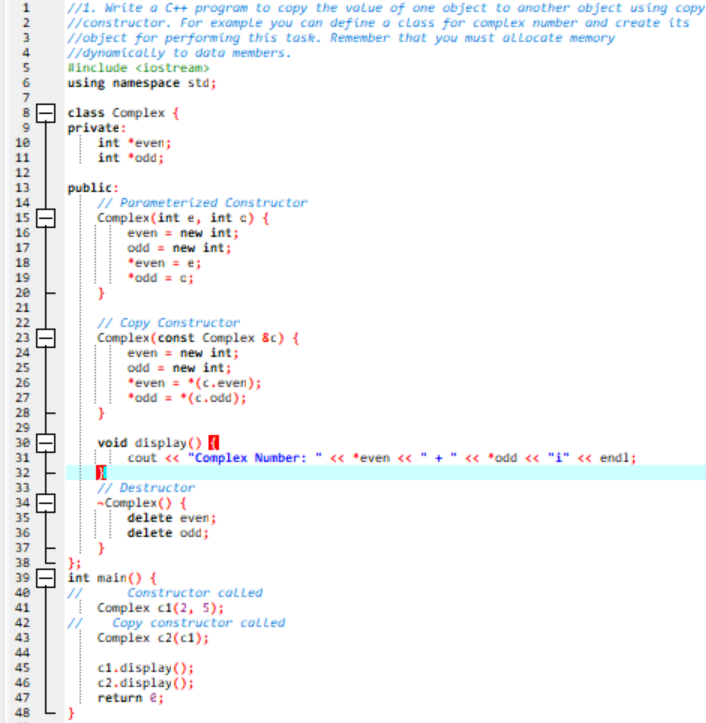 1 //1. Write a C++ program to copy the value of one object to another object using copy
2 //constructor. For example you can define a class for complex number and create its
3 //object for performing this task. Remember that you must allocate memory
4 //dynamically to data members.
5 #include <iostream>
6 using namespace std;
7
8 class Complex {
9 private:
10 int *even;
11 int *odd;
12
13 public:
14 // Parameterized Constructor
15 Complex(int e, int o) {
16 even = new int;
17 odd = new int;
18 *even = e;
19 *odd = o;
20 }
21
22 // Copy Constructor
23 Complex(const Complex &c) {
24 even = new int;
25 odd = new int;
26 *even = *(c.even);
27 *odd = *(c.odd);
28 }
29
30 void display() {
31 cout << "Complex Number: " << *even << " + " << *odd << "i" << endl;
32 }
33 // Destructor
34 ~Complex() {
35 delete even;
36 delete odd;
37 }
38 };
39 int main() {
40 // Constructor called
41 Complex c1(2, 5);
42 // Copy constructor called
43 Complex c2(c1);
44
45 c1.display();
46 c2.display();
47 return 0;
48 }